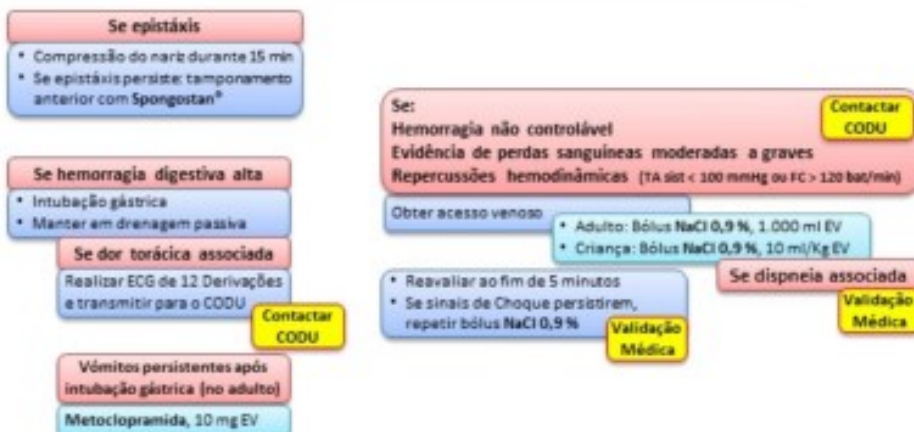 Se epistáxis
• Compressão do nariz durante 15 min
• Se epistáxis persiste: tamponamento
anterior com Spongostan®
Se hemorragia digestiva alta
• Intubação gástrica
• Manter em drenagem passiva
Se dor torácica associada
Realizar ECG de 12 Derivações
e transmitir para o CODU
Contactar
CODU
Vómitos persistentes após
intubação gástrica (no adulto)
Metoclopramida, 10 mg EV
Se:
Hemorragia não controlável
Evidência de perdas sanguíneas moderadas a graves
Repercussões hemodinâmicas (TA sist < 100 mmHg ou FC > 120 bat/min)
Contactar
CODU
Obter acesso venoso
• Adulto: Bólus NaCl 0,9 %, 1.000 ml EV
• Criança: Bólus NaCl 0,9 %, 10 ml/Kg EV
• Reavaliar ao fim de 5 minutos
• Se sinais de Choque persistirem,
repetir bólus NaCl 0,9 %
Validação
Médica
Se dispneia associada
Validação
Médica